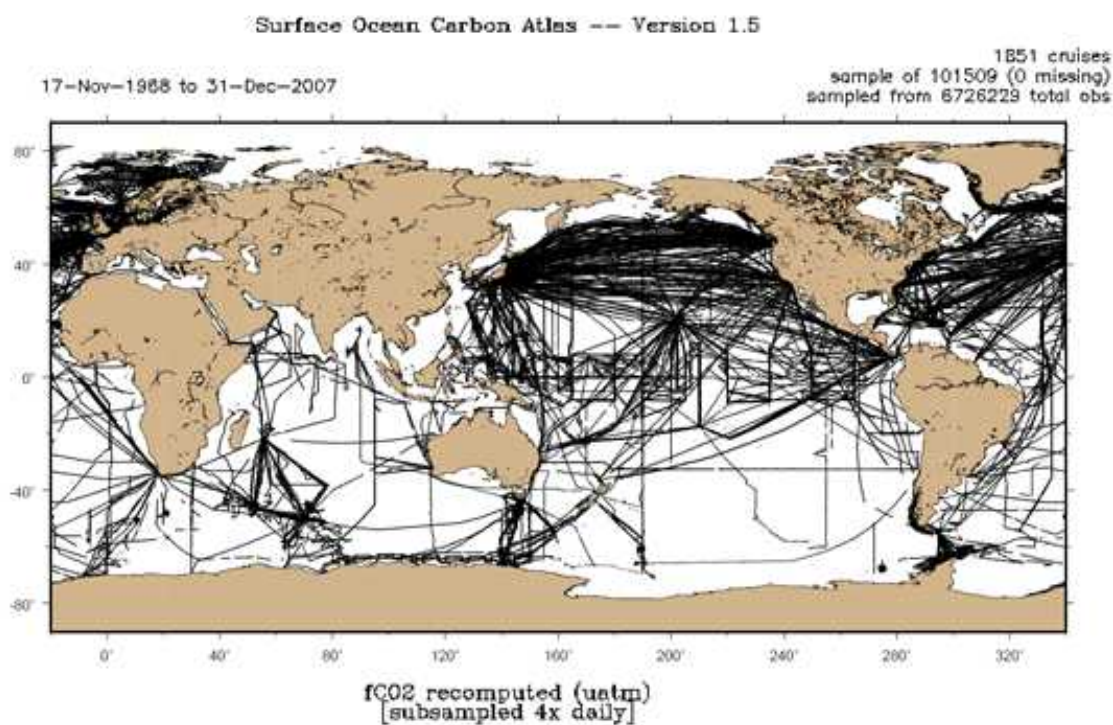 Surface Ocean Carbon Atlas -- Version 1.5
1851 cruises
17-Nov-1968 to 31-Dec-2007
sample of 101509 (0 missing)
sampled from 6726229 total obs
80°
40°
0°
-40°
-80°
0° 40° 80° 120° 160° 200° 240° 280° 320°
fCO2 recomputed (uatm)
[subsampled 4x daily]